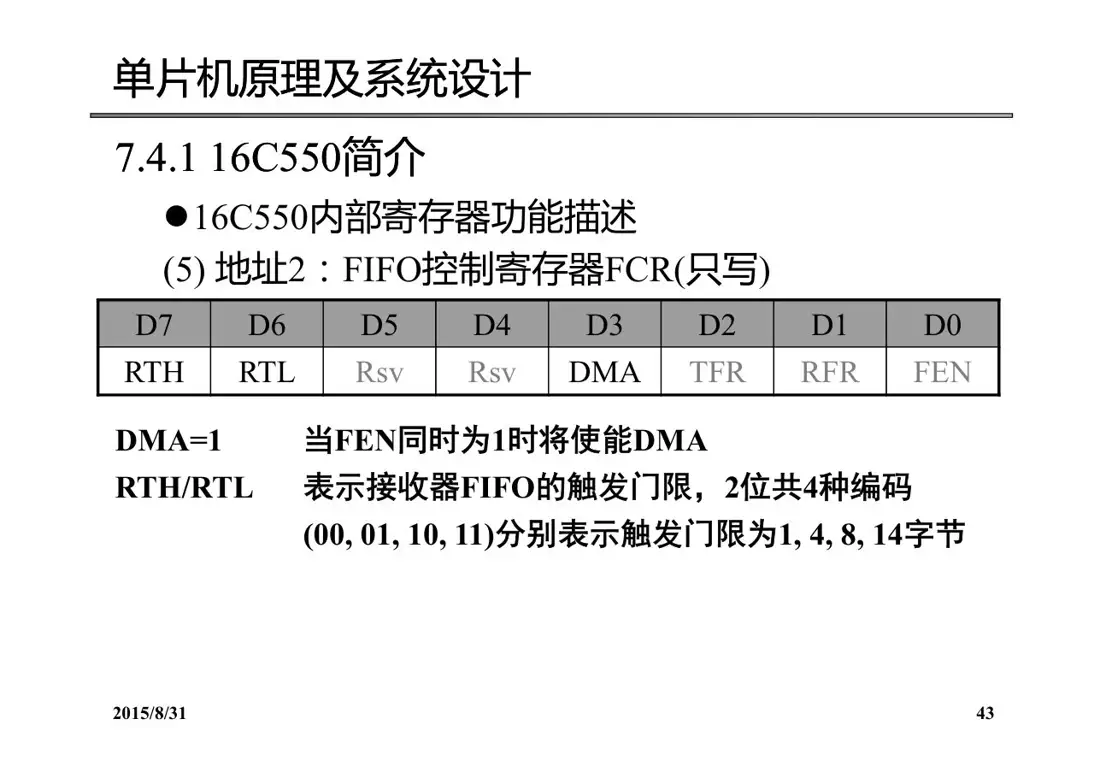 单片机原理及系统设计
7.4.1 16C550简介
●16C550内部寄存器功能描述
(5) 地址2：FIFO控制寄存器FCR(只写)
D7 D6 D5 D4 D3 D2 D1 D0
RTH RTL Rsv Rsv DMA TFR RFR FEN
DMA=1 当FEN同时为1时将使能DMA
RTH/RTL 表示接收器FIFO的触发门限，2位共4种编码
(00, 01, 10, 11)分别表示触发门限为1, 4, 8, 14字节
2015/8/31 43